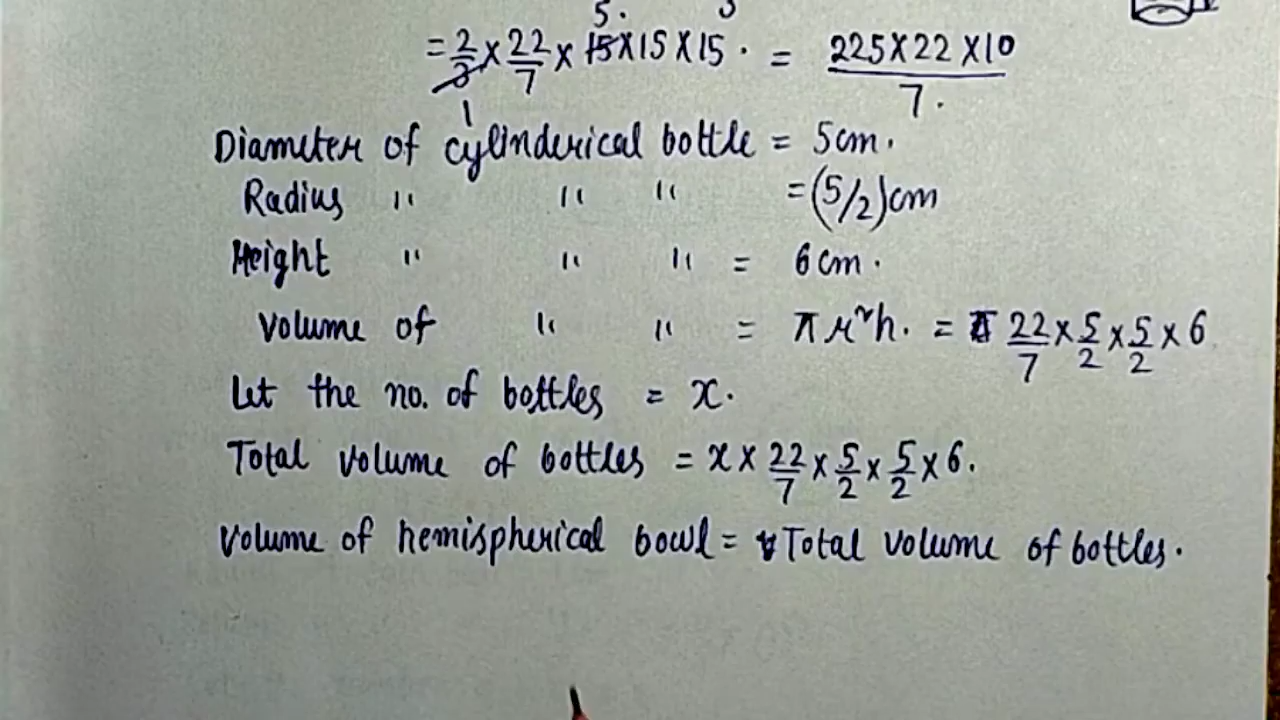 = 2/3 × 22/7 × 15 × 15 × 15 . = 225 × 22 × 10 / 7 .
Diameter of cylinderical bottle = 5cm.
Radius " " " = (5/2)cm
Height " " " = 6cm.
Volume of " " = πr²h. = 22/7 × 5/2 × 5/2 × 6
Let the no. of bottles = x.
Total volume of bottles = x × 22/7 × 5/2 × 5/2 × 6.
Volume of hemispherical bowl = Total volume of bottles.